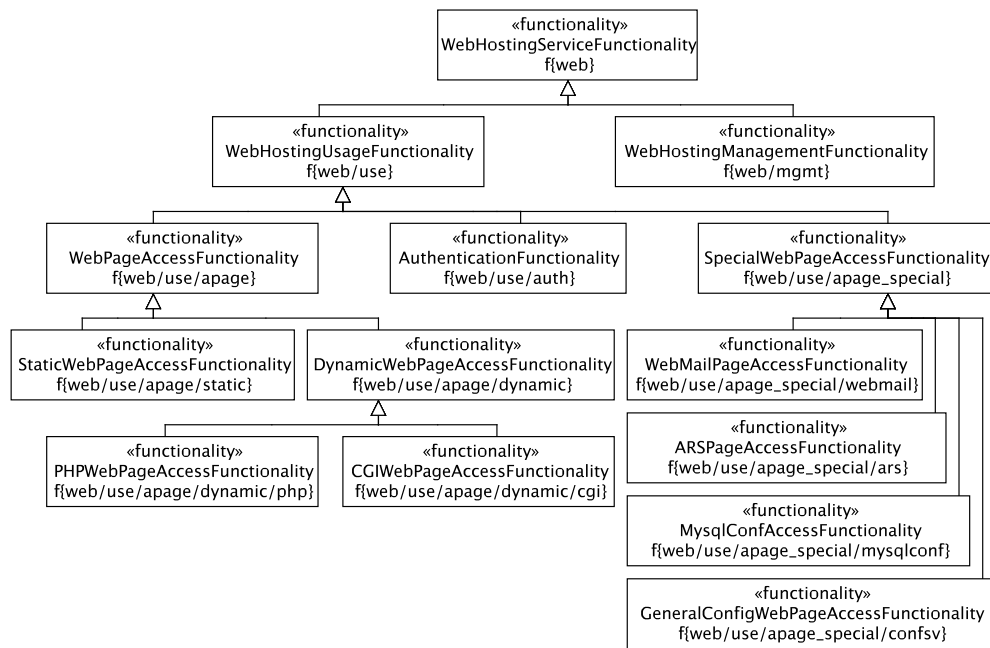 «functionality»
WebHostingServiceFunctionality
f{web}
«functionality»
WebHostingUsageFunctionality
f{web/use}
«functionality»
WebHostingManagementFunctionality
f{web/mgmt}
«functionality»
WebPageAccessFunctionality
f{web/use/apage}
«functionality»
AuthenticationFunctionality
f{web/use/auth}
«functionality»
SpecialWebPageAccessFunctionality
f{web/use/apage_special}
«functionality»
StaticWebPageAccessFunctionality
f{web/use/apage/static}
«functionality»
DynamicWebPageAccessFunctionality
f{web/use/apage/dynamic}
«functionality»
WebMailPageAccessFunctionality
f{web/use/apage_special/webmail}
«functionality»
ARSPageAccessFunctionality
f{web/use/apage_special/ars}
«functionality»
PHPWebPageAccessFunctionality
f{web/use/apage/dynamic/php}
«functionality»
CGIWebPageAccessFunctionality
f{web/use/apage/dynamic/cgi}
«functionality»
MysqlConfAccessFunctionality
f{web/use/apage_special/mysqlconf}
«functionality»
GeneralConfigWebPageAccessFunctionality
f{web/use/apage_special/confsv}